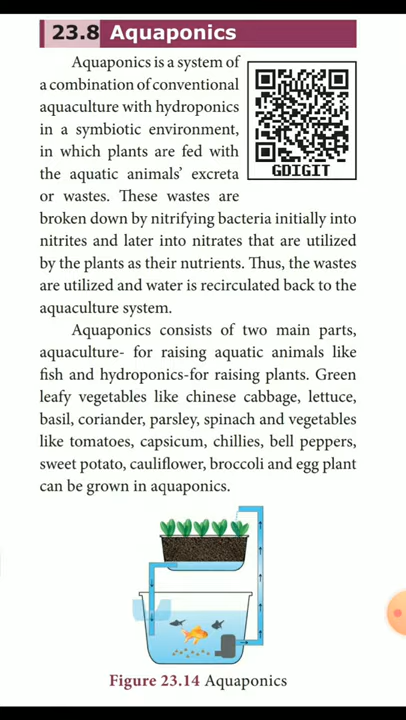 23.8 Aquaponics
Aquaponics is a system of
a combination of conventional
aquaculture with hydroponics
in a symbiotic environment,
in which plants are fed with
the aquatic animals’ excreta
or wastes. These wastes are
GDIGIT
broken down by nitrifying bacteria initially into
nitrites and later into nitrates that are utilized
by the plants as their nutrients. Thus, the wastes
are utilized and water is recirculated back to the
aquaculture system.
Aquaponics consists of two main parts,
aquaculture- for raising aquatic animals like
fish and hydroponics-for raising plants. Green
leafy vegetables like chinese cabbage, lettuce,
basil, coriander, parsley, spinach and vegetables
like tomatoes, capsicum, chillies, bell peppers,
sweet potato, cauliflower, broccoli and egg plant
can be grown in aquaponics.
Figure 23.14 Aquaponics